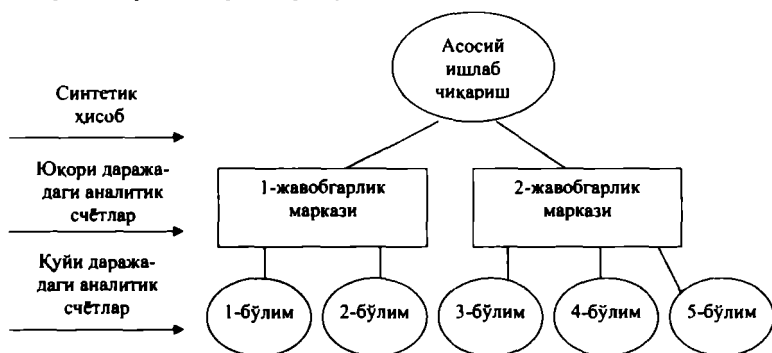 Асосий
ишлаб
чиқариш
Синтетик
ҳисоб
Юқори даража-
даги аналитик
счётлар
1-жавобгарлик
маркази
2-жавобгарлик
маркази
Қуйи даража-
даги аналитик
счётлар
1-бўлим
2-бўлим
3-бўлим
4-бўлим
5-бўлим